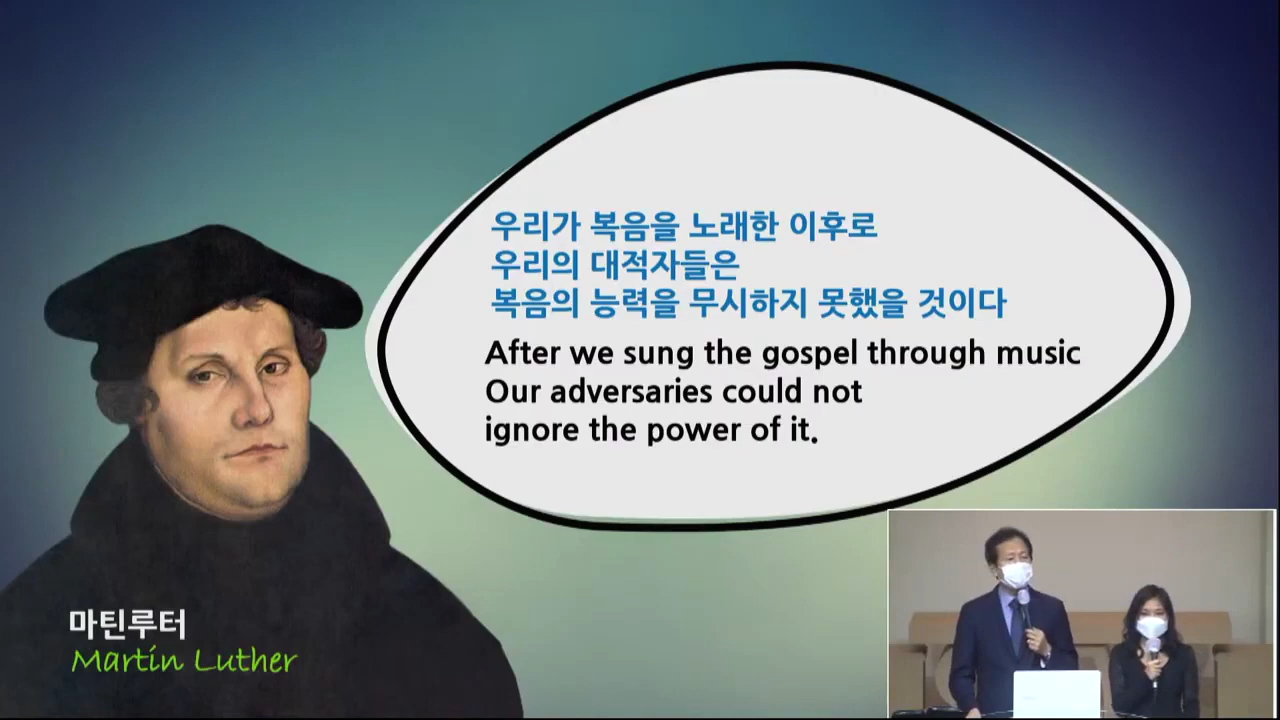 우리가 복음을 노래한 이후로
우리의 대적자들은
복음의 능력을 무시하지 못했을 것이다
After we sung the gospel through music
Our adversaries could not
ignore the power of it.
마틴루터
Martin Luther